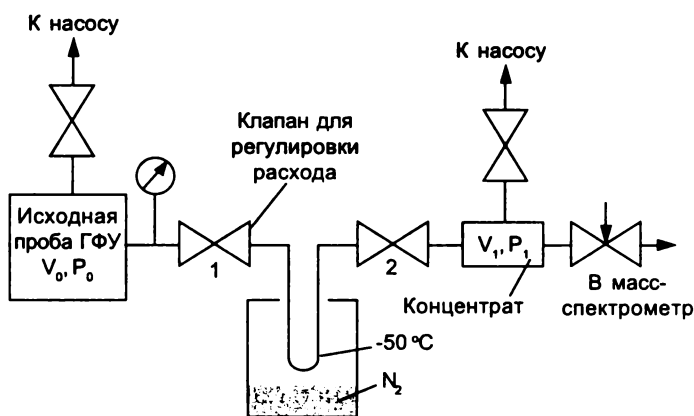 К насосу
К насосу
Клапан для
регулировки
расхода
Исходная
проба ГФУ
V₀, P₀
1
2
V₁, P₁
В масс-
спектрометр
Концентрат
-50 ºC
N₂